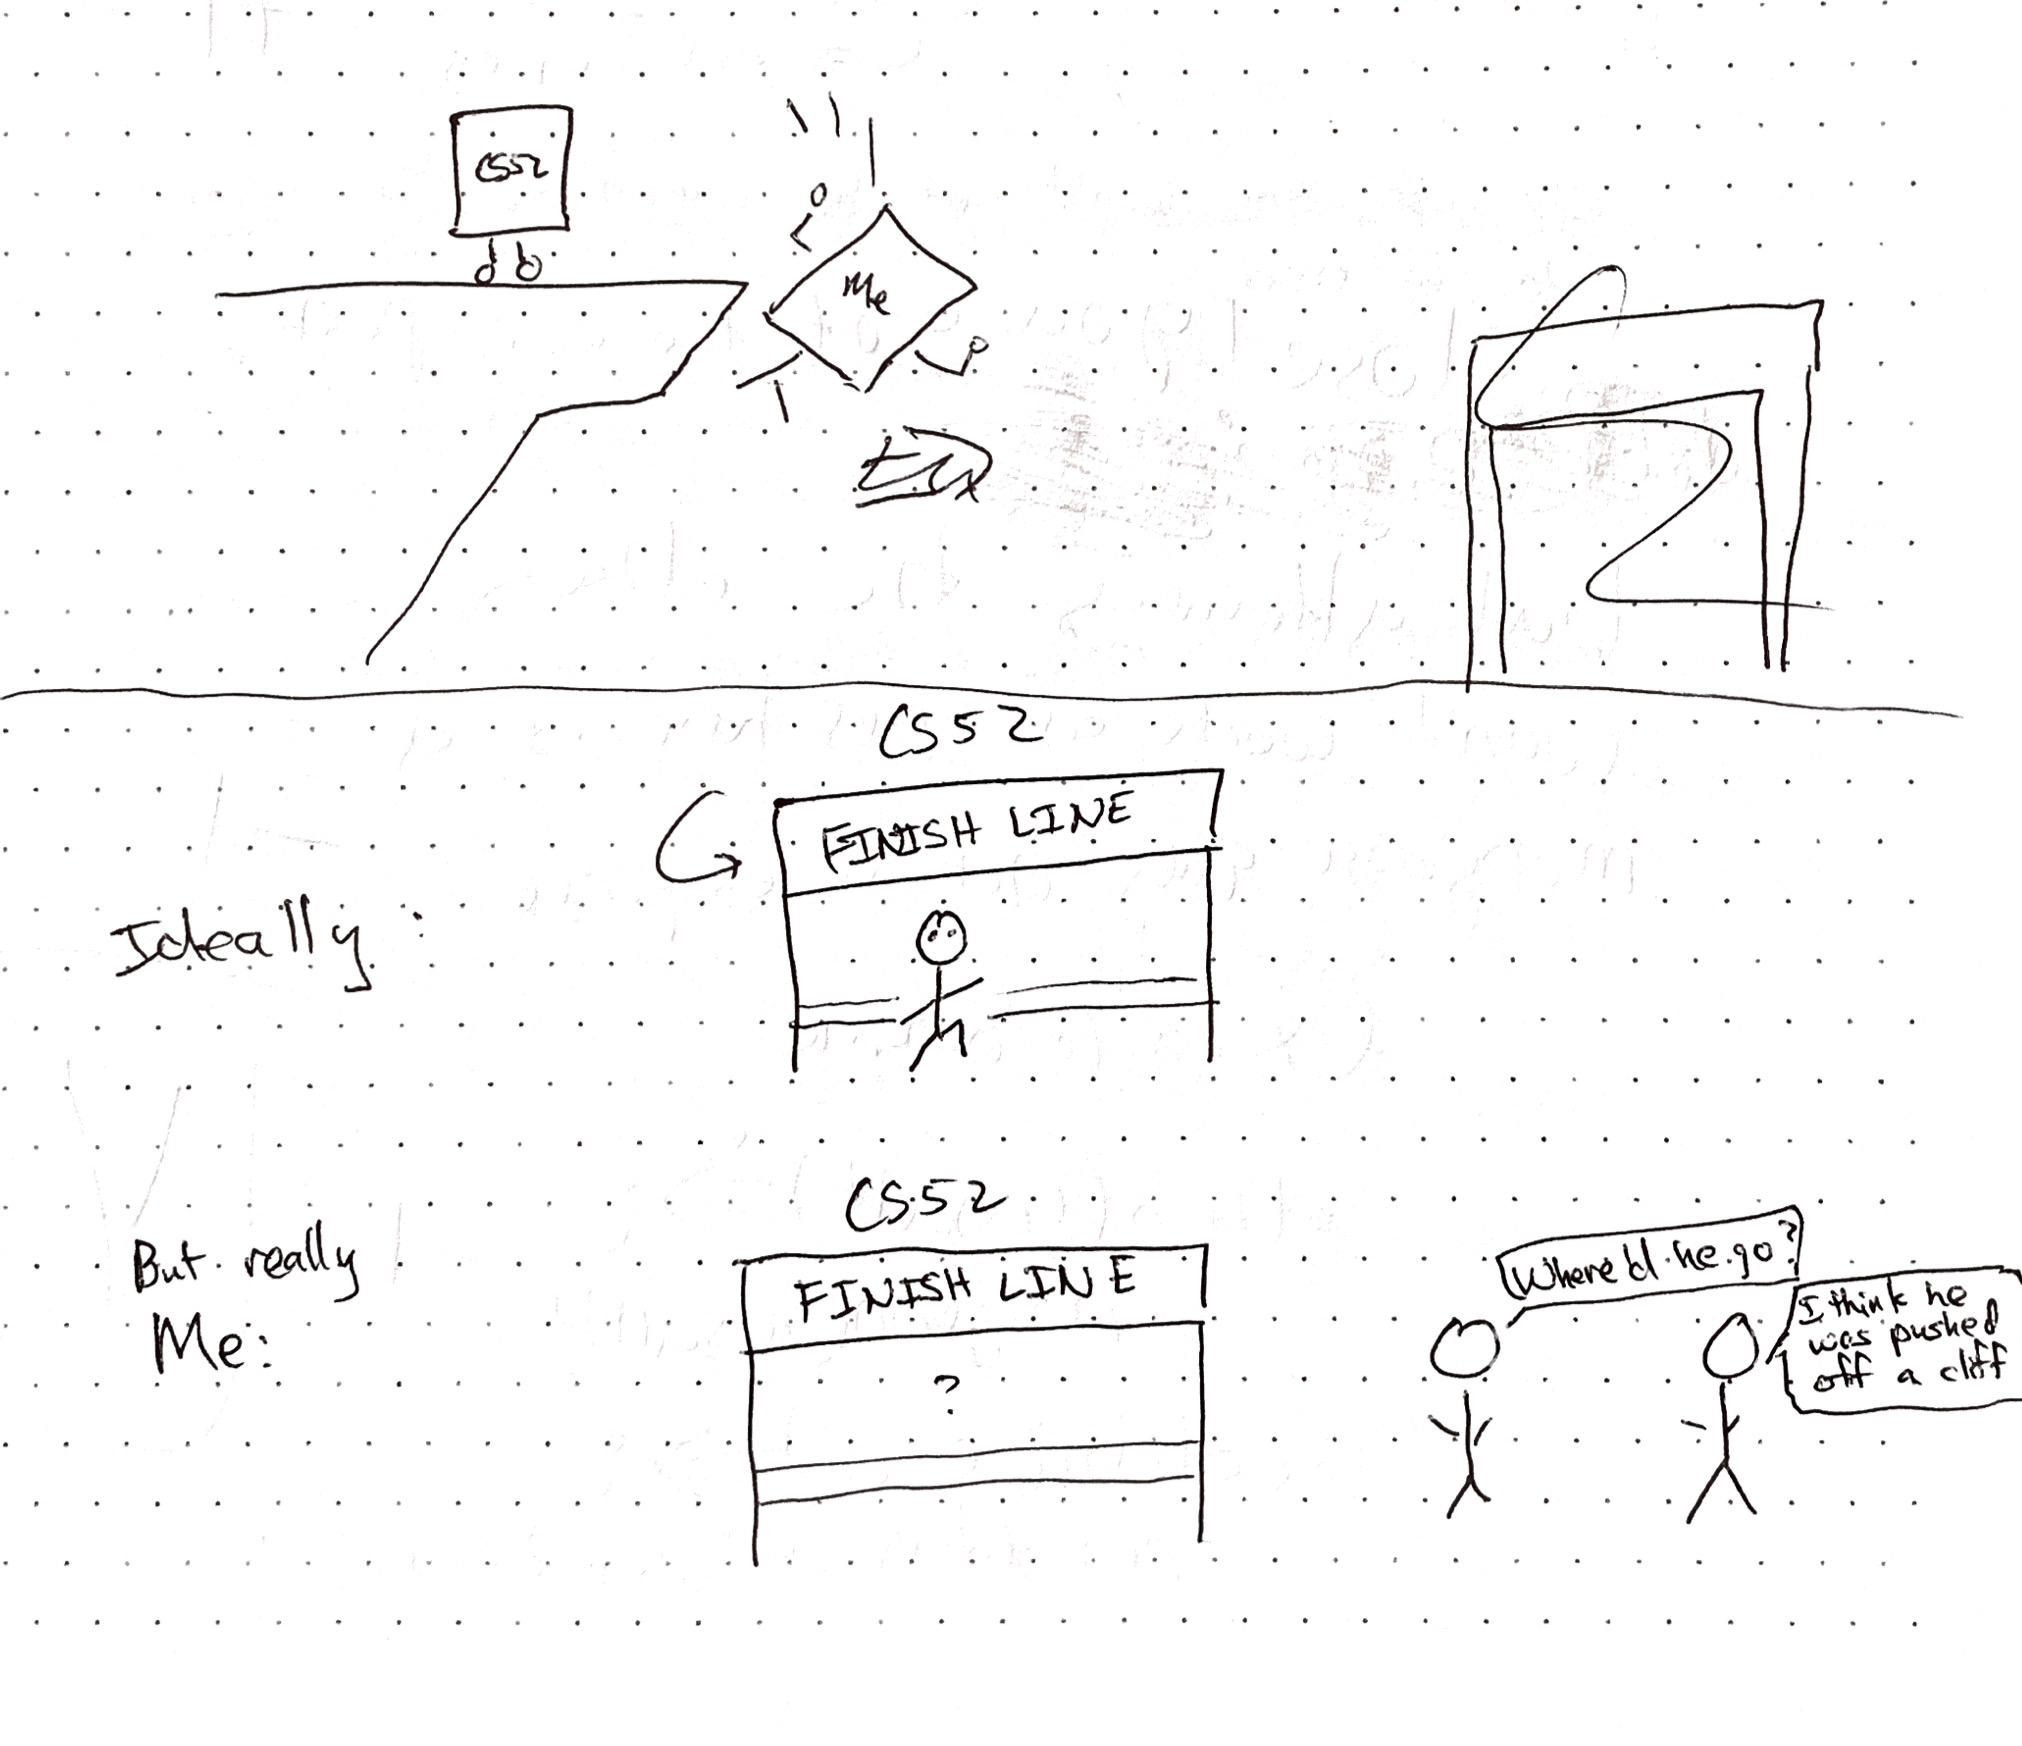 CS52
Me
CS52
FINISH LINE
Ideally:
CS52
But really
Me:
FINISH LINE
?
Where'd he go?
I think he
was pushed
off a cliff